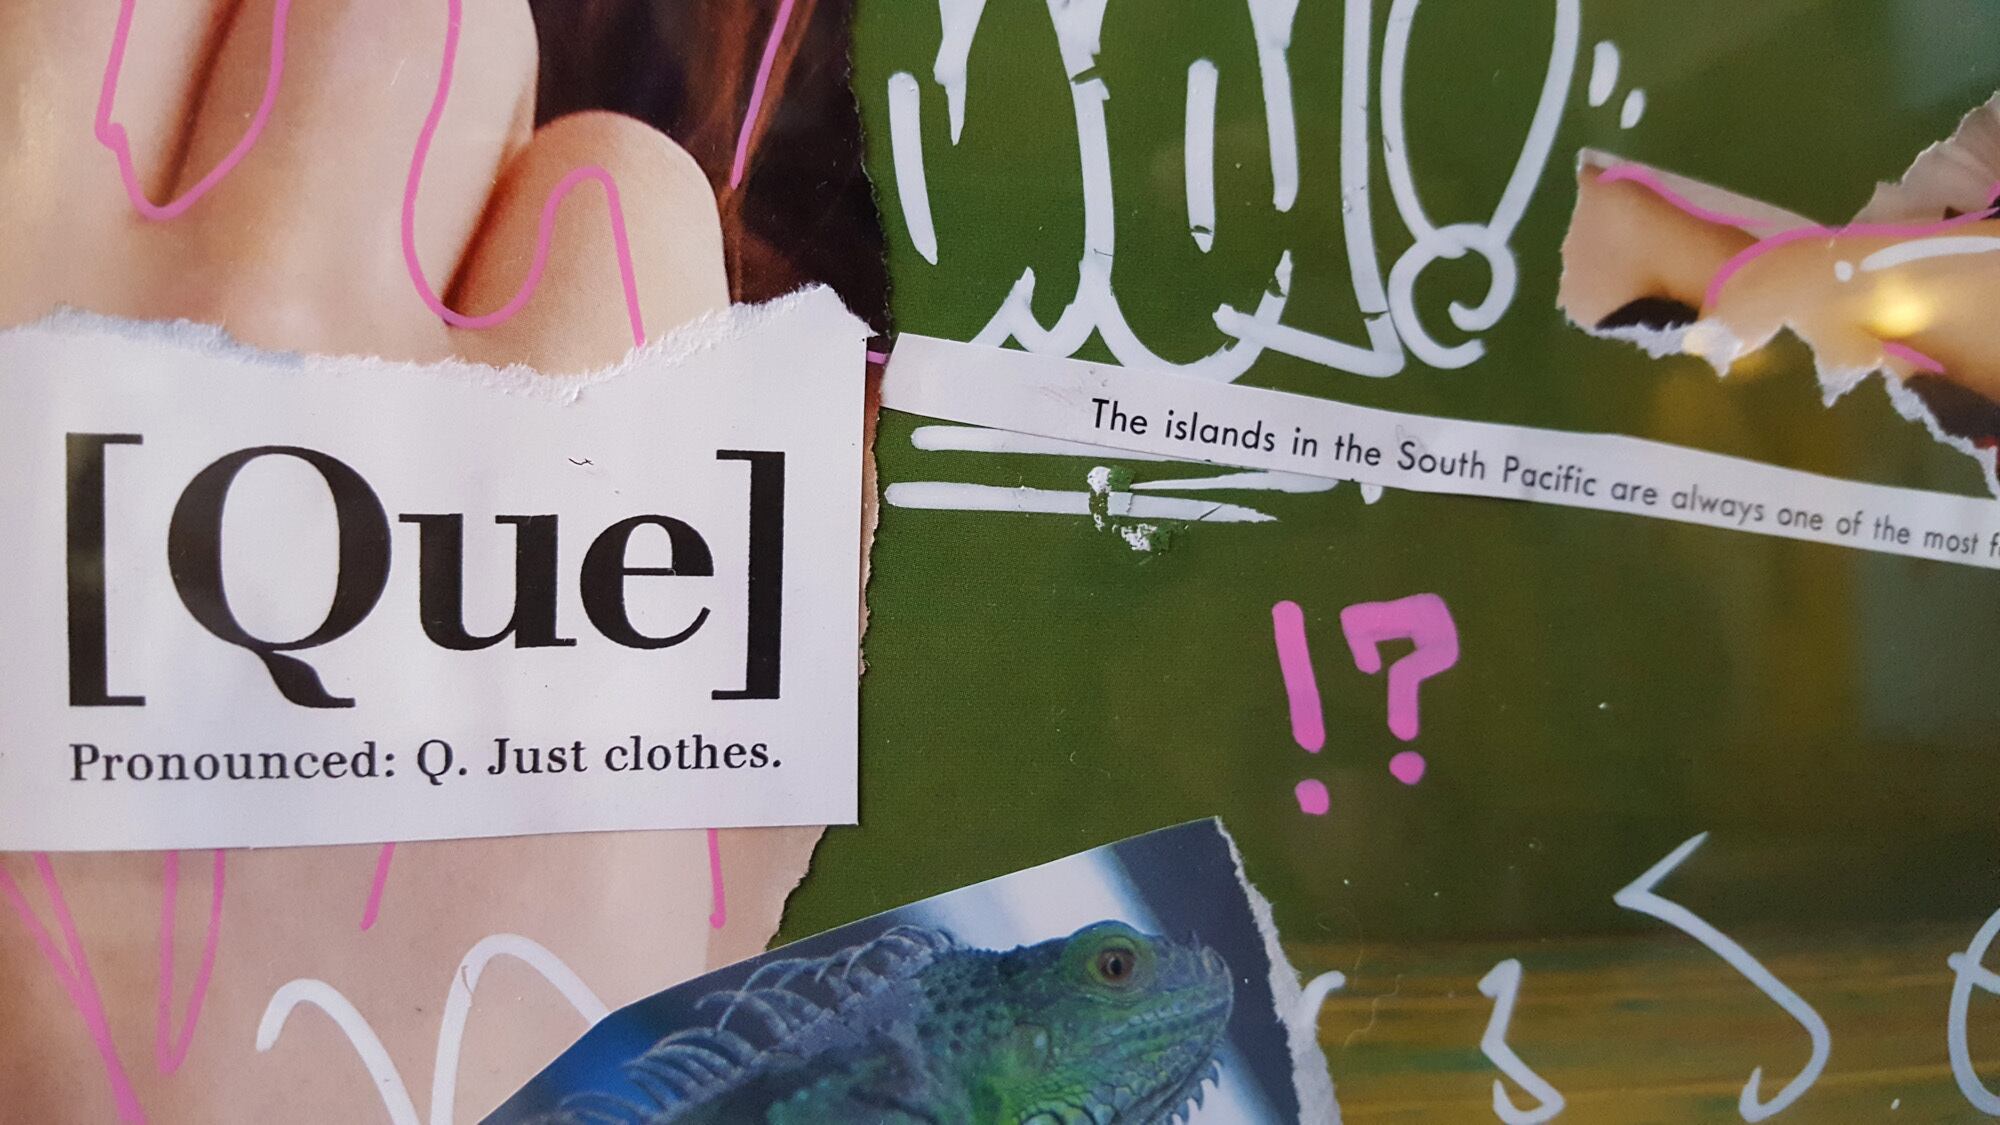 [Que]
Pronounced: Q. Just clothes.
The islands in the South Pacific are always one of the most
!?